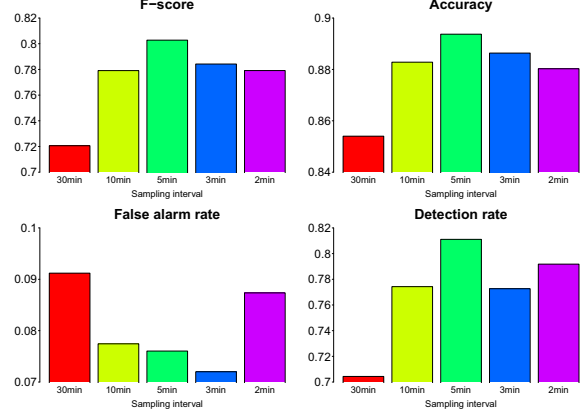 F−score
0.82
0.8
0.78
0.76
0.74
0.72
0.7
30min 10min 5min 3min 2min
Sampling interval
Accuracy
0.9
0.88
0.86
0.84
30min 10min 5min 3min 2min
Sampling interval
False alarm rate
0.1
0.09
0.08
0.07
30min 10min 5min 3min 2min
Sampling interval
Detection rate
0.82
0.8
0.78
0.76
0.74
0.72
0.7
30min 10min 5min 3min 2min
Sampling interval